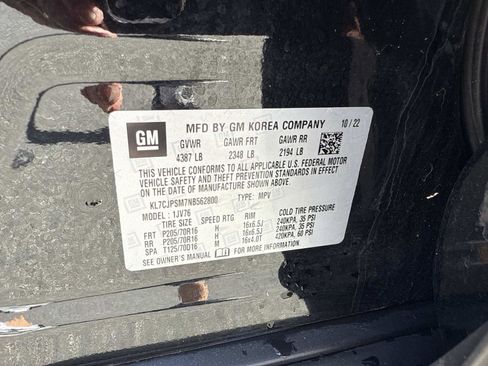 GM
MFD BY GM KOREA COMPANY 10/22
GVWR GAWR FRT GAWR RR
4387 LB 2348 LB 2194 LB
THIS VEHICLE CONFORMS TO ALL APPLICABLE U.S. FEDERAL MOTOR
VEHICLE SAFETY AND THEFT PREVENTION STANDARDS IN EFFECT
ON THE DATE OF MANUFACTURE SHOWN ABOVE.
KL7CJPSM7NB562800 TYPE: MPV
MODEL: 1JV76
TIRE SIZE SPEED RTG RIM COLD TIRE PRESSURE
FRT P205/70R16 H 16x6.5J 240KPA, 35 PSI
RR P205/70R16 H 16x6.5J 240KPA, 35 PSI
SPA T125/70D16 M 16x4.0T 420KPA, 60 PSI
SEE OWNER'S MANUAL FOR MORE INFORMATION.